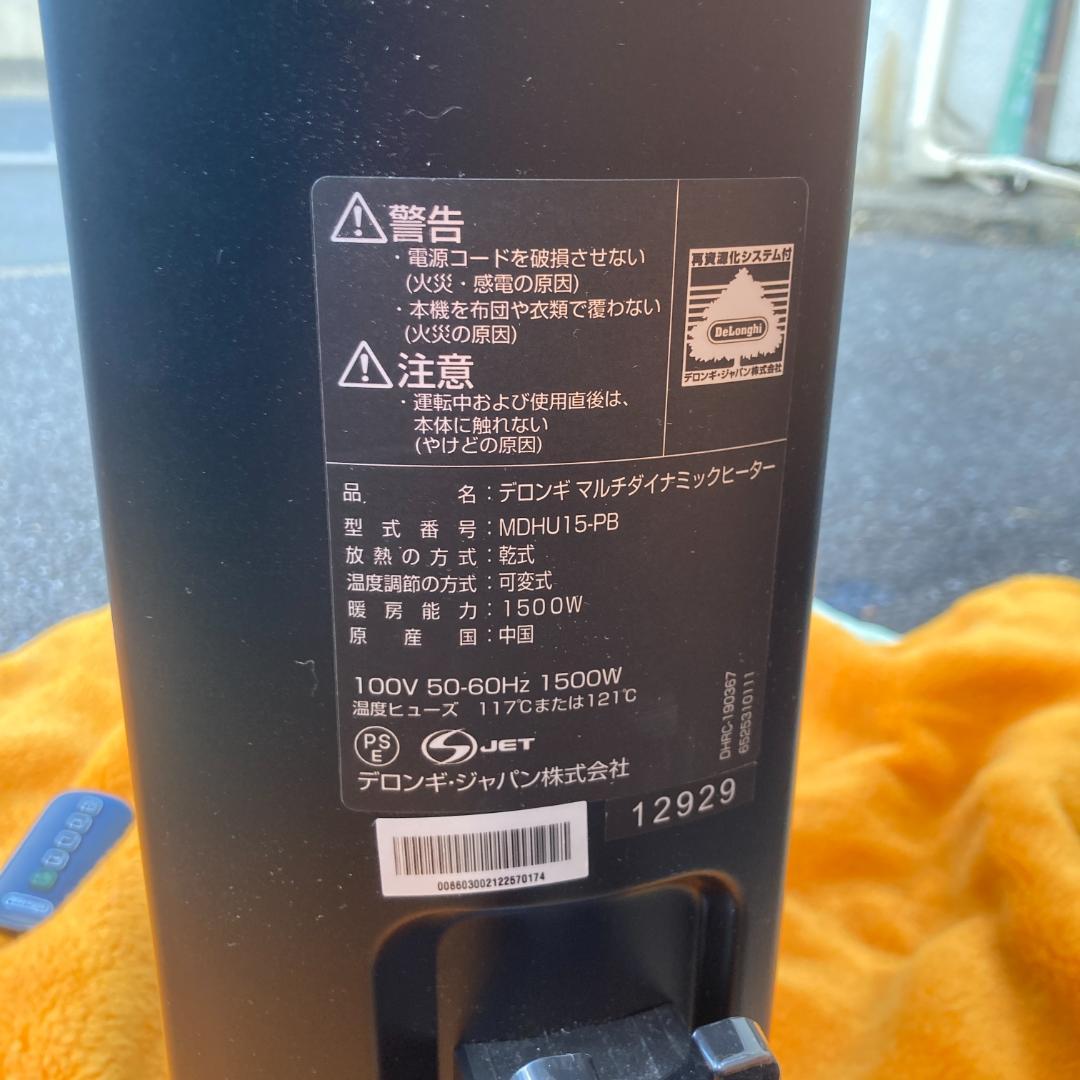 警告
・電源コードを破損させない
(火災・感電の原因)
・本機を布団や衣類で覆わない
(火災の原因)
注意
・運転中および使用直後は、
本体に触れない
(やけどの原因)
再資源化システム付
DeLonghi
デロンギ・ジャパン株式会社
品名：デロンギ マルチダイナミックヒーター
型式番号：MDHU15-PB
放熱の方式：乾式
温度調節の方式：可変式
暖房能力：1500W
原産国：中国
100V 50-60Hz 1500W
温度ヒューズ 117℃または121℃
PSE
S JET
デロンギ・ジャパン株式会社
DHRC-190367
6525310111
12929
008603002122570174